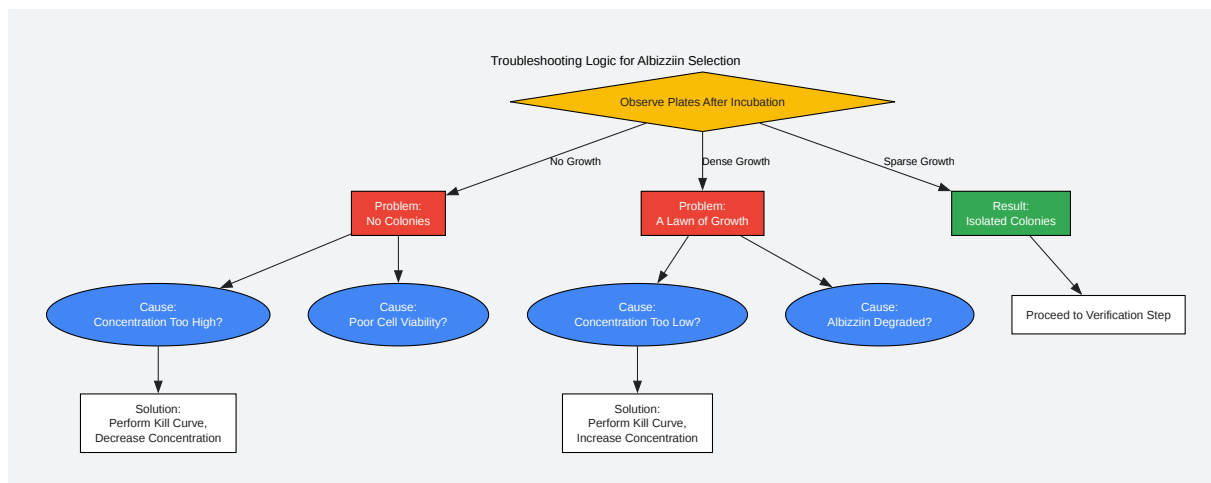 Troubleshooting Logic for Albizziin Selection
Observe Plates After Incubation
No Growth
Dense Growth
Sparse Growth
Problem:
No Colonies
Problem:
A Lawn of Growth
Result:
Isolated Colonies
Cause:
Concentration Too High?
Cause:
Poor Cell Viability?
Cause:
Concentration Too Low?
Cause:
Albizziin Degraded?
Proceed to Verification Step
Solution:
Perform Kill Curve,
Decrease Concentration
Solution:
Perform Kill Curve,
Increase Concentration